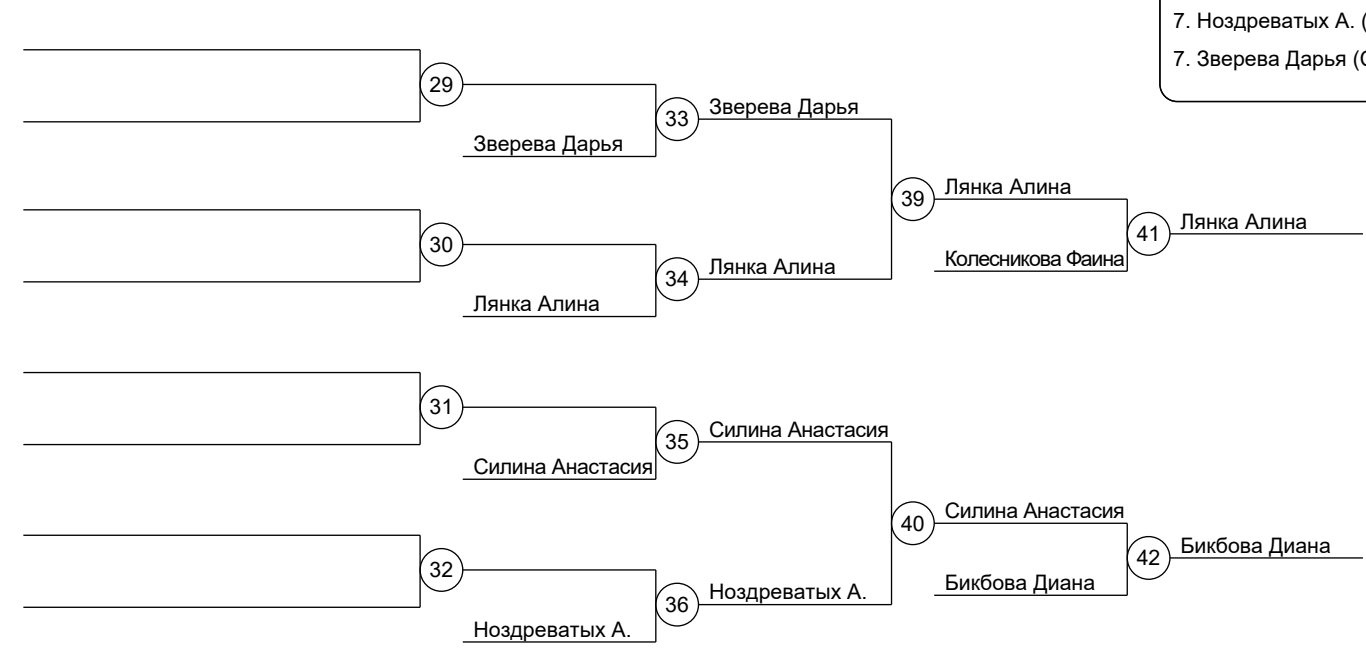 7. Ноздреватых А. (
7. Зверева Дарья (
29
Зверева Дарья
33
Зверева Дарья
39
Лянка Алина
30
Лянка Алина
34
Лянка Алина
Колесникова Фаина
41
Лянка Алина
31
Силина Анастасия
35
Силина Анастасия
40
Силина Анастасия
32
Ноздреватых А.
36
Ноздреватых А.
Бикбова Диана
42
Бикбова Диана